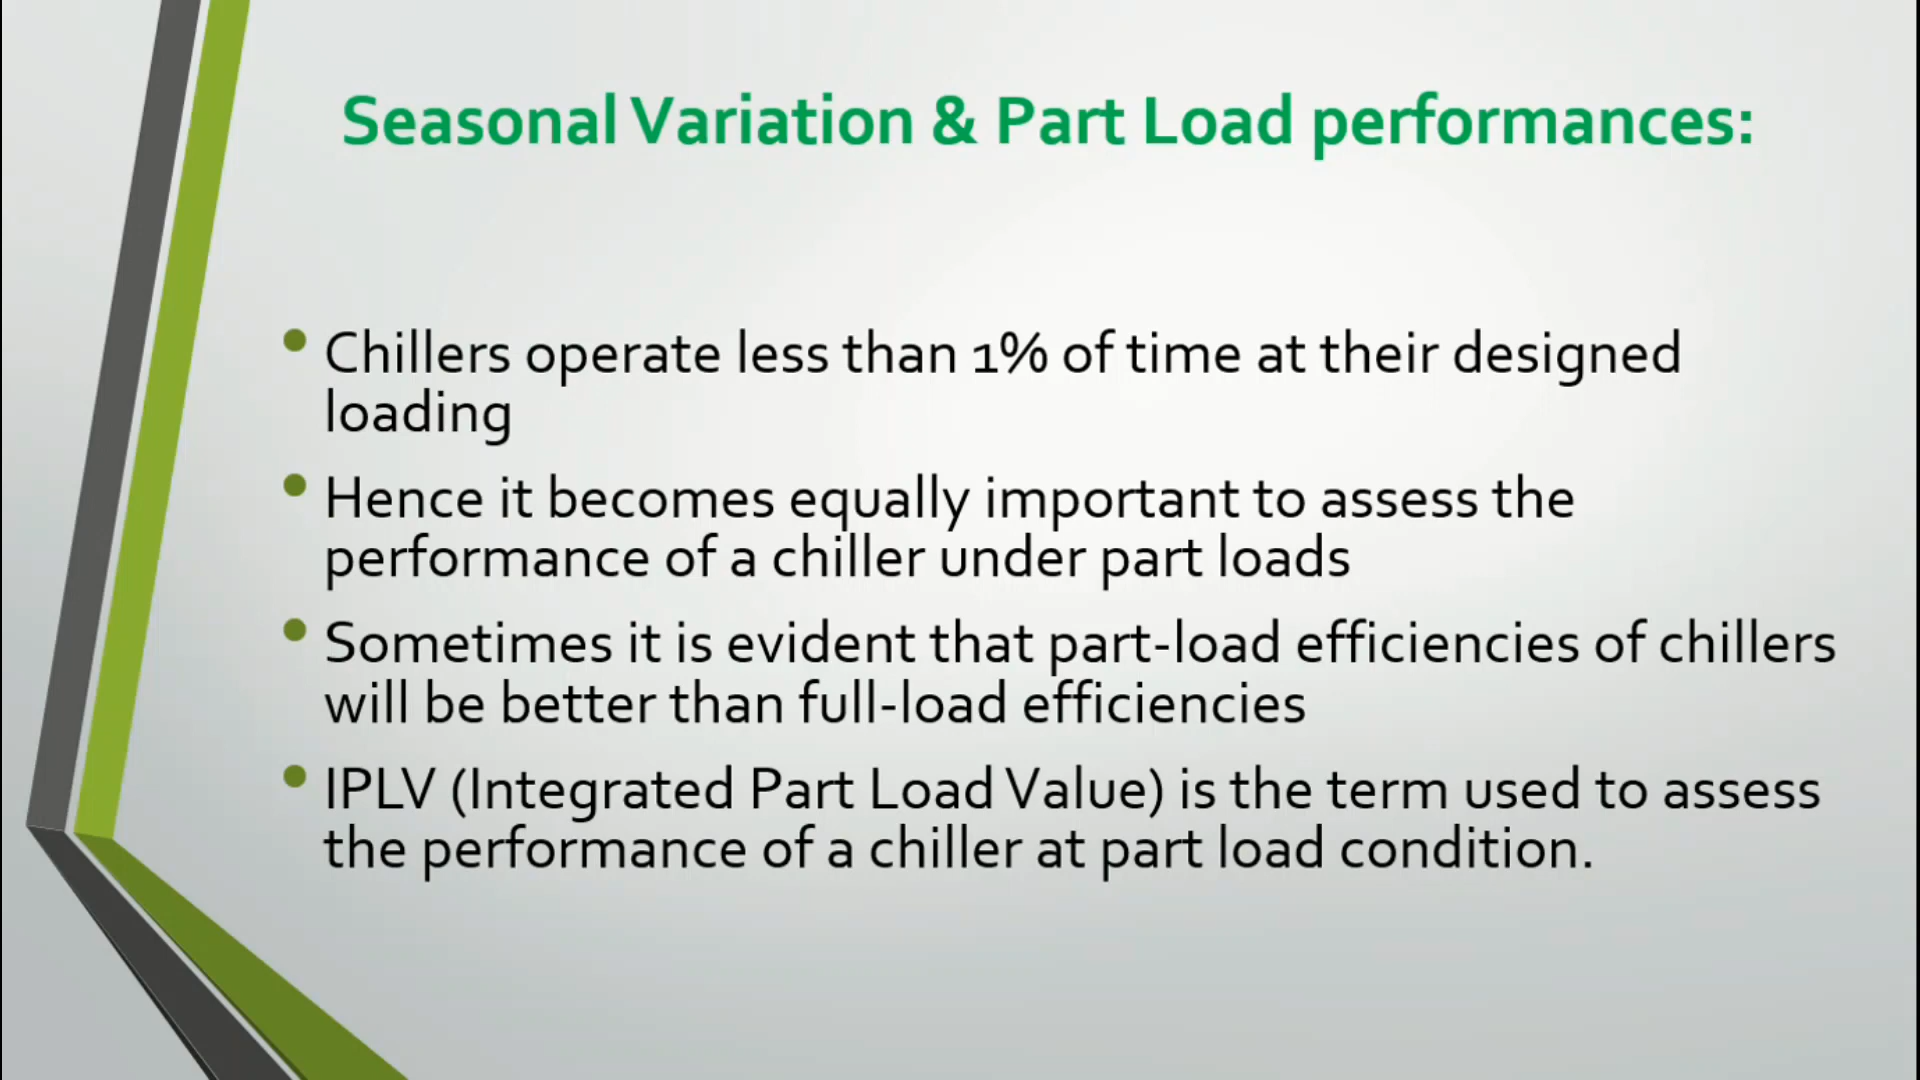 Seasonal Variation & Part Load performances:
• Chillers operate less than 1% of time at their designed
loading
• Hence it becomes equally important to assess the
performance of a chiller under part loads
• Sometimes it is evident that part-load efficiencies of chillers
will be better than full-load efficiencies
• IPLV (Integrated Part Load Value) is the term used to assess
the performance of a chiller at part load condition.